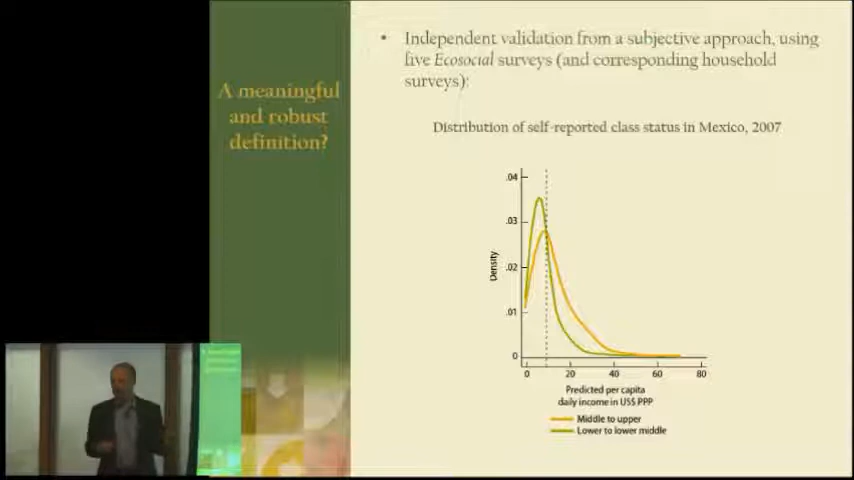 A meaningful
and robust
definition?
• Independent validation from a subjective approach, using
five Ecosocial surveys (and corresponding household
surveys):
Distribution of self-reported class status in Mexico, 2007
Density
.04
.03
.02
.01
0
0 20 40 60 80
Predicted per capita
daily income in US$ PPP
Middle to upper
Lower to lower middle